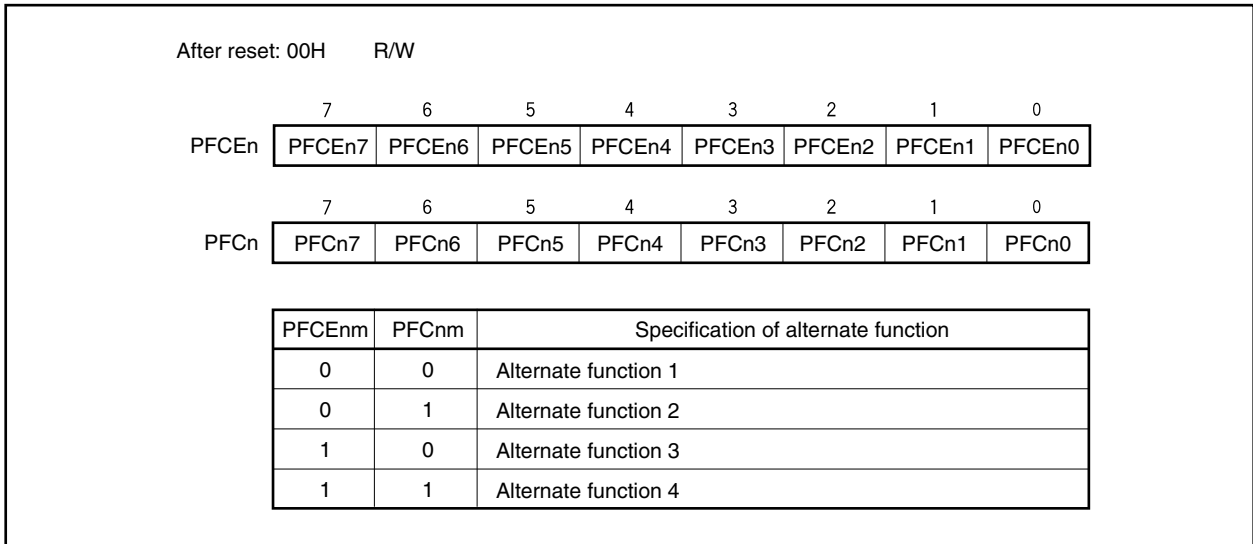 After reset: 00H R/W
7 6 5 4 3 2 1 0
PFCEn PFCEn7 PFCEn6 PFCEn5 PFCEn4 PFCEn3 PFCEn2 PFCEn1 PFCEn0
7 6 5 4 3 2 1 0
PFCn PFCn7 PFCn6 PFCn5 PFCn4 PFCn3 PFCn2 PFCn1 PFCn0
PFCEnm PFCnm Specification of alternate function
0 0 Alternate function 1
0 1 Alternate function 2
1 0 Alternate function 3
1 1 Alternate function 4